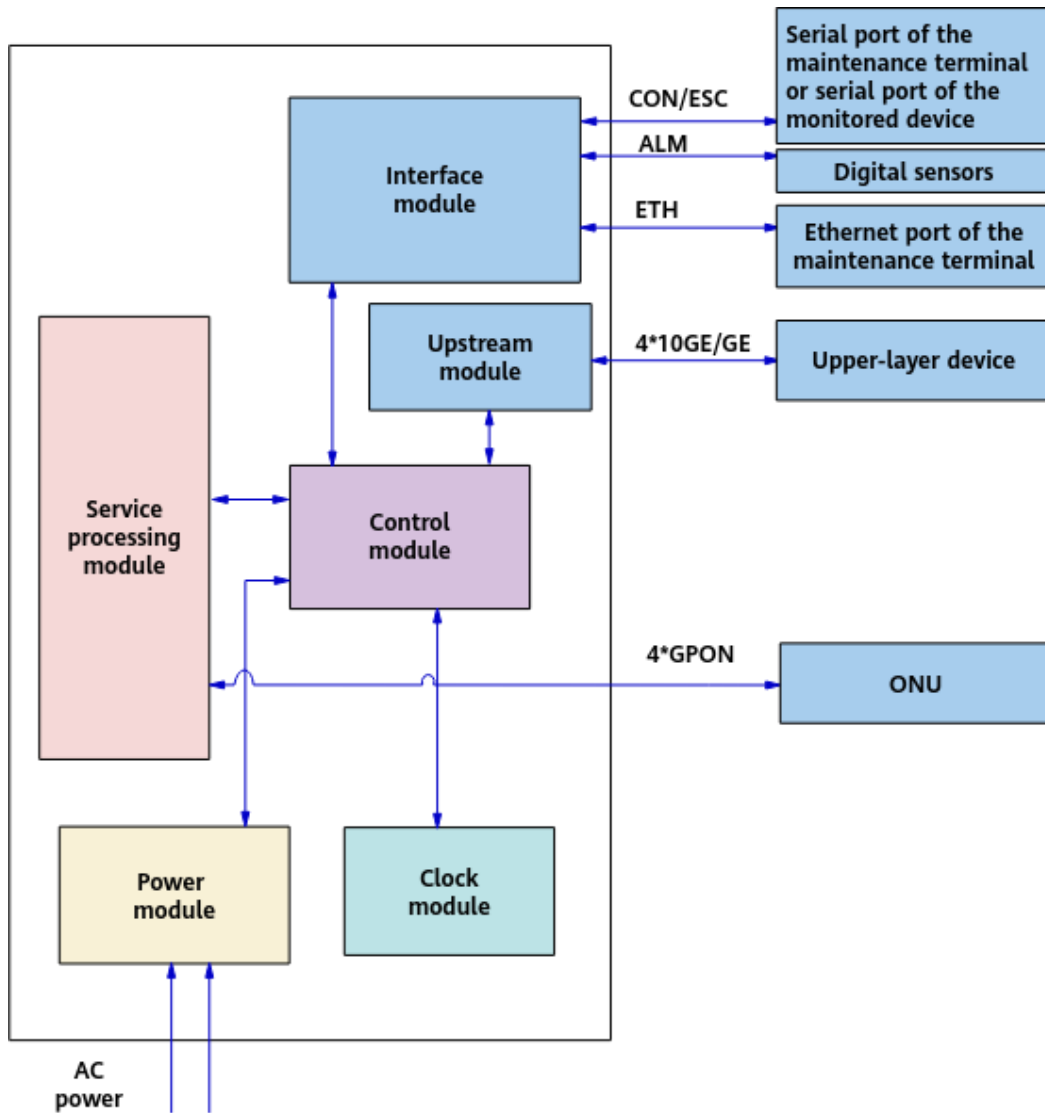 Serial port of the
maintenance terminal
or serial port of the
monitored device
CON/ESC
ALM
Digital sensors
Interface
module
ETH
Ethernet port of the
maintenance terminal
Upstream
module
4*10GE/GE
Upper-layer device
Service
processing
module
Control
module
4*GPON
ONU
Power
module
Clock
module
AC
power